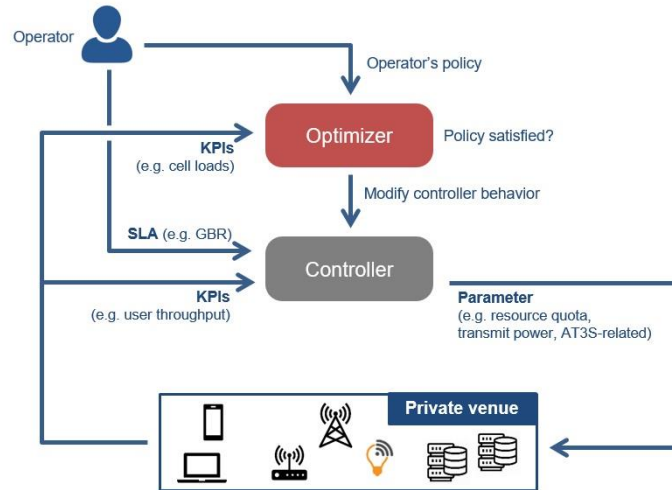 Operator
Operator's policy
Optimizer
Policy satisfied?
KPIs
(e.g. cell loads)
Modify controller behavior
SLA (e.g. GBR)
Controller
KPIs
(e.g. user throughput)
Parameter
(e.g. resource quota,
transmit power, AT3S-related)
Private venue